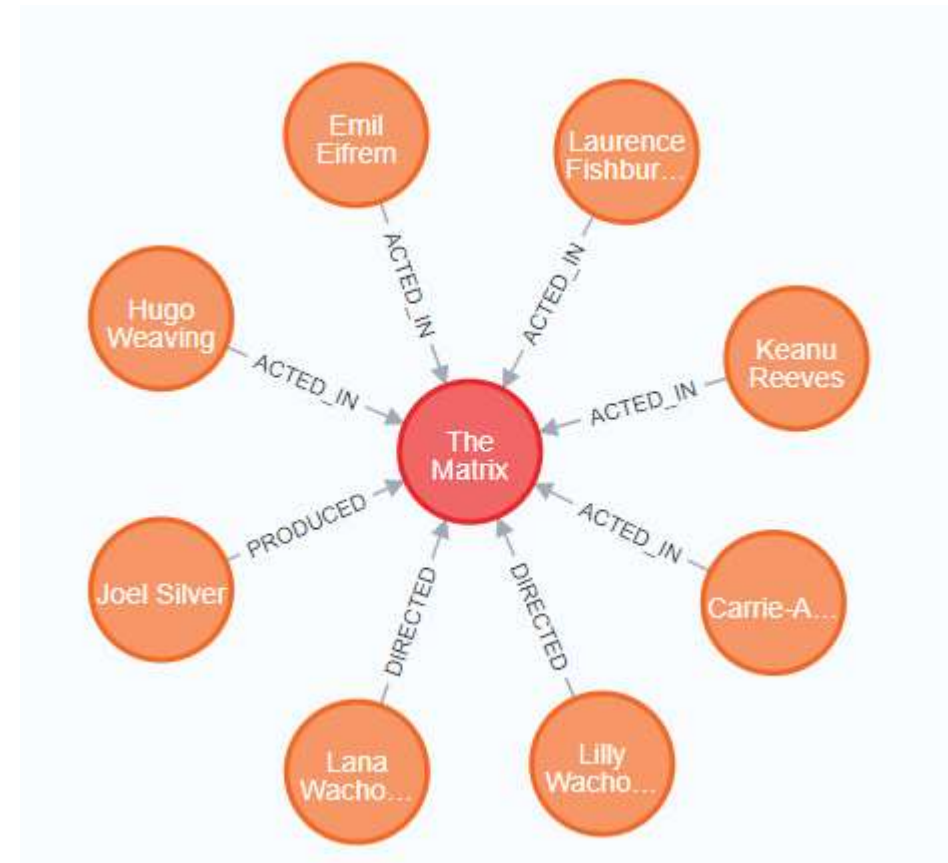 Emil
Eifrem
Laurence
Fishbur...
ACTED_IN
ACTED_IN
Hugo
Weaving
ACTED_IN
Keanu
Reeves
ACTED_IN
The
Matrix
PRODUCED
ACTED_IN
Joel Silver
DIRECTED
DIRECTED
Carrie-A...
Lana
Wacho...
Lilly
Wacho...